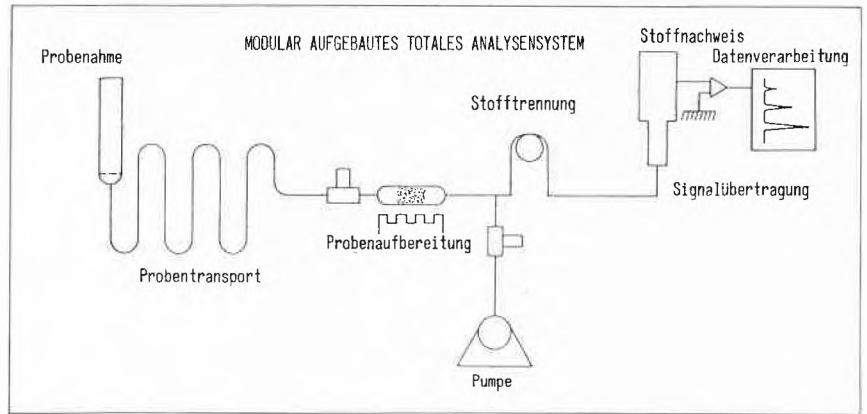 MODULAR AUFGEBAUTES TOTALES ANALYSENSYSTEM
Probenahme
Stoffnachweis
Datenverarbeitung
Stofftrennung
Signalübertragung
Probenaufbereitung
Probentransport
Pumpe